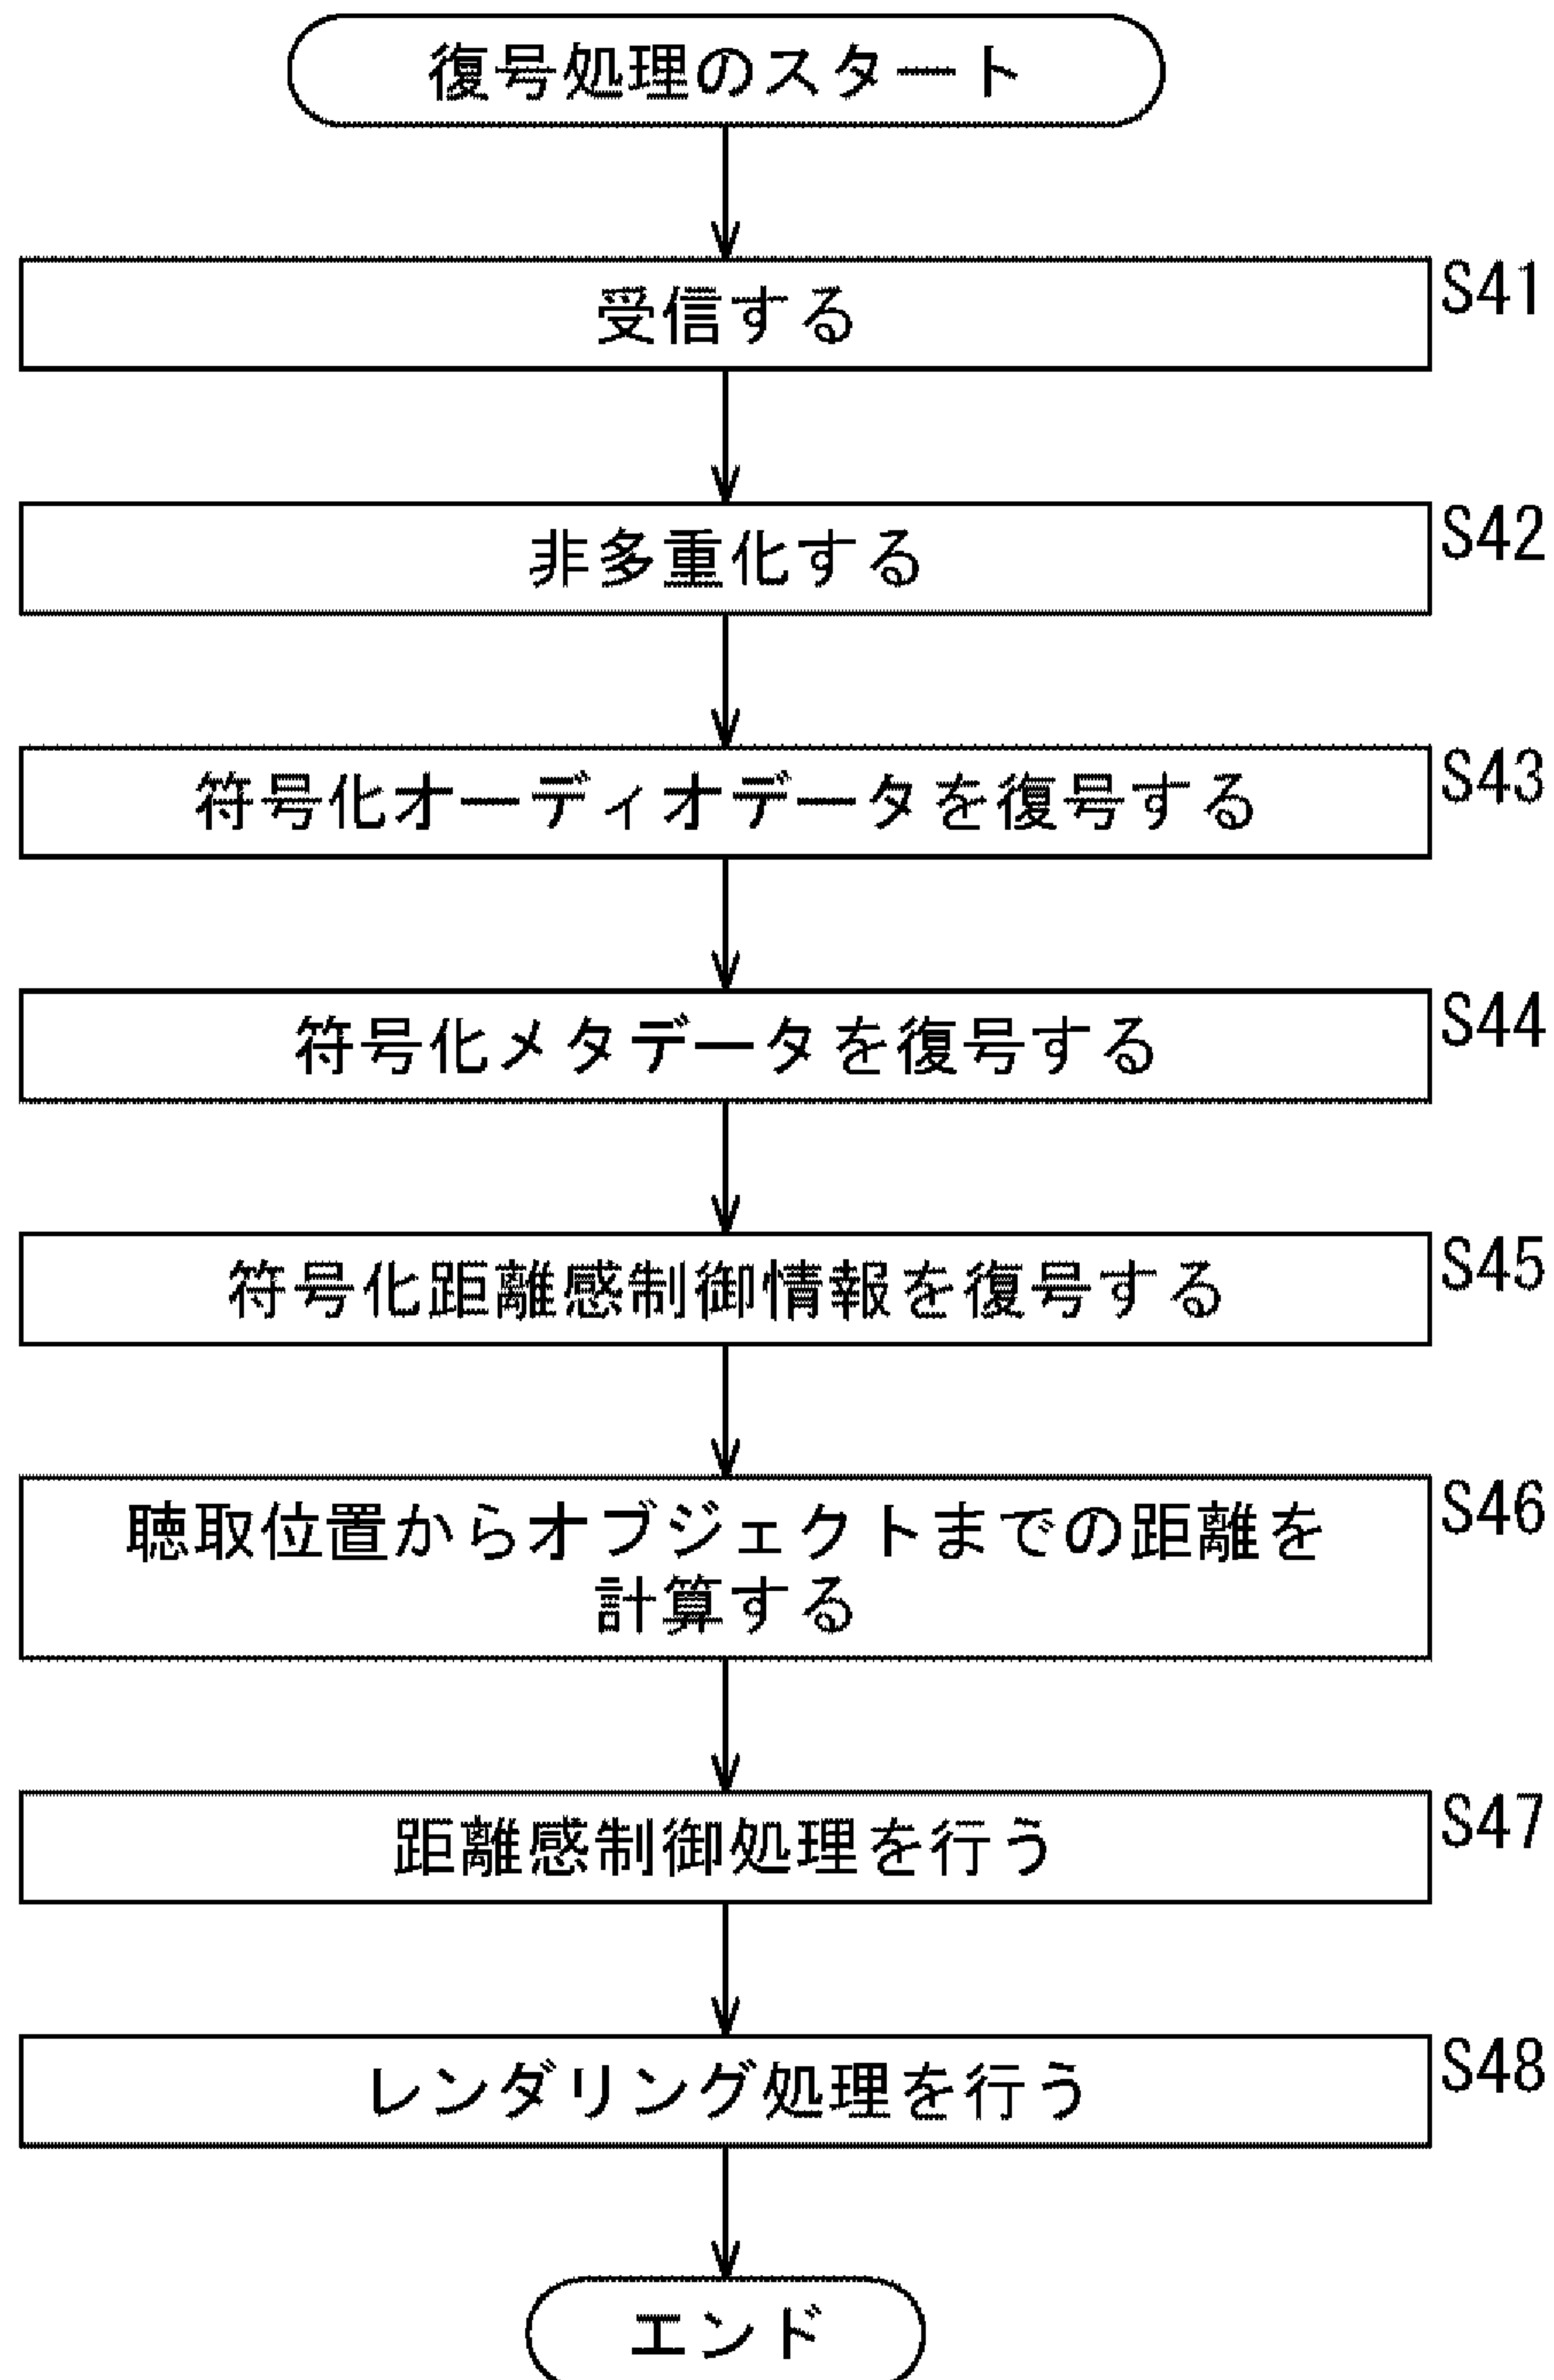 復号処理のスタート
受信する
S41
非多重化する
S42
符号化オーディオデータを復号する
S43
符号化メタデータを復号する
S44
符号化距離感制御情報を復号する
S45
聴取位置からオブジェクトまでの距離を
計算する
S46
距離感制御処理を行う
S47
レンダリング処理を行う
S48
エンド